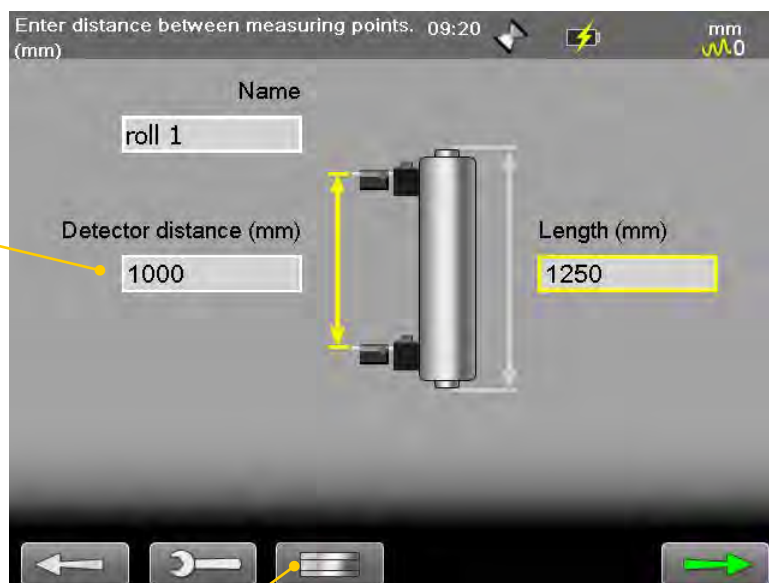 Enter distance between measuring points. 09:20
(mm)
mm
0
Name
roll 1
Detector distance (mm)
Length (mm)
1000
1250